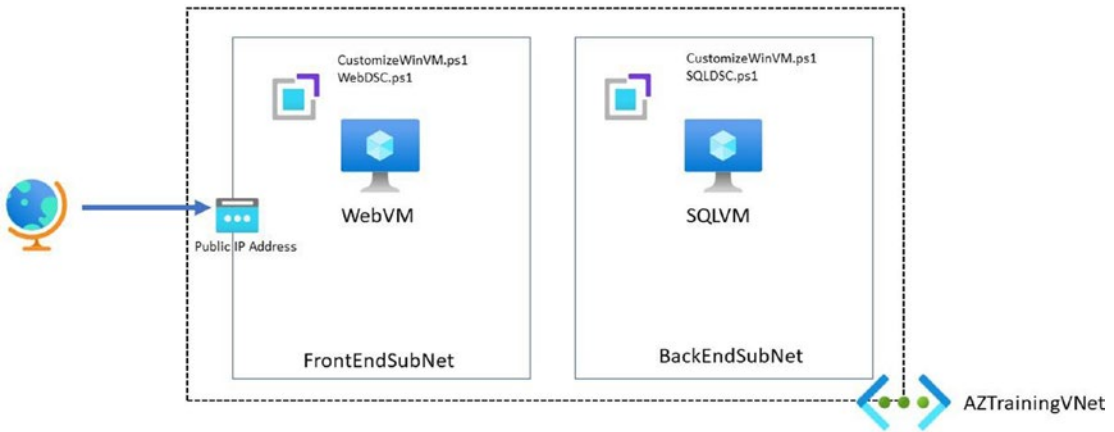 CustomizeWinVM.ps1
WebDSC.ps1
WebVM
Public IP Address
FrontEndSubNet
CustomizeWinVM.ps1
SQLDSC.ps1
SQLVM
BackEndSubNet
AZTrainingVNet